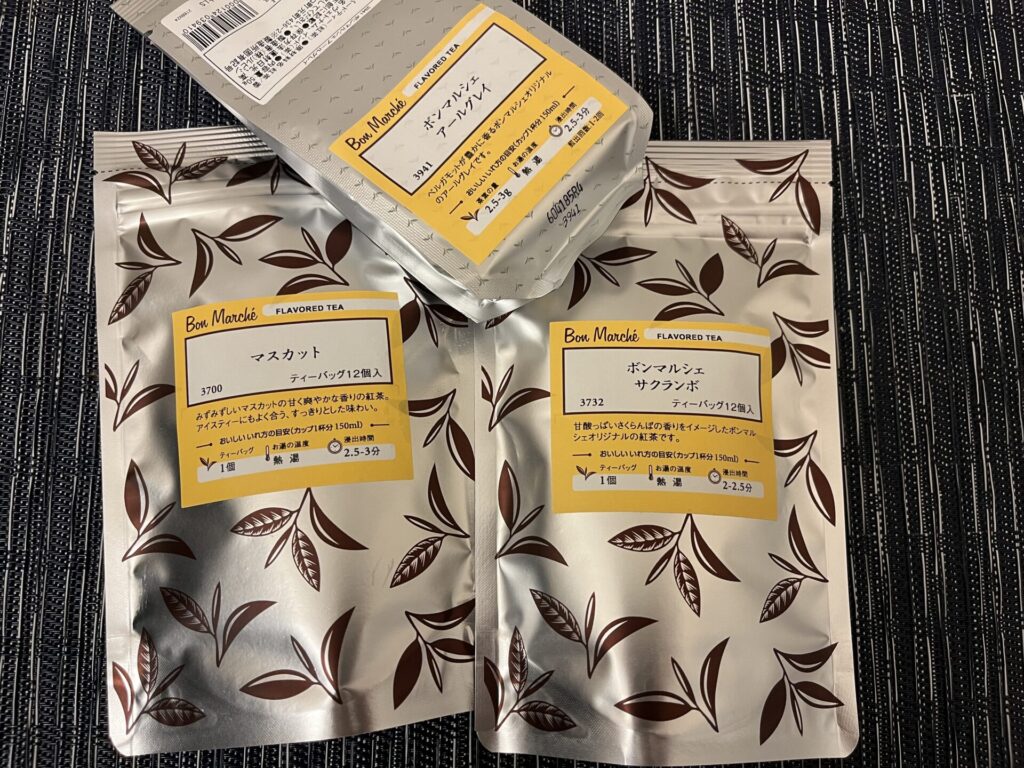 Bon Marché FLAVORED TEA
ボンマルシェ
アールグレイ
3941
ベルガモットが豊かに香るボンマルシェオリジナル
のアールグレイです。
おいしいいれ方の目安(カップ1杯分150ml)
茶葉の量 お湯の温度 浸出時間
2.5-3g 熱湯 2.5-3分
60418584
3941
Bon Marché FLAVORED TEA
マスカット
3700 ティーバッグ12個入
みずみずしいマスカットの甘く爽やかな香りの紅茶。
アイスティーにもよく合う、すっきりとした味わい。
おいしいいれ方の目安(カップ1杯分150ml)
ティーバッグ お湯の温度 浸出時間
1個 熱湯 2.5-3分
Bon Marché FLAVORED TEA
ボンマルシェ
サクランボ
3732 ティーバッグ12個入
甘酸っぱいさくらんぼの香りをイメージしたボンマル
シェオリジナルの紅茶です。
おいしいいれ方の目安(カップ1杯分150ml)
ティーバッグ お湯の温度 浸出時間
1個 熱湯 2-2.5分